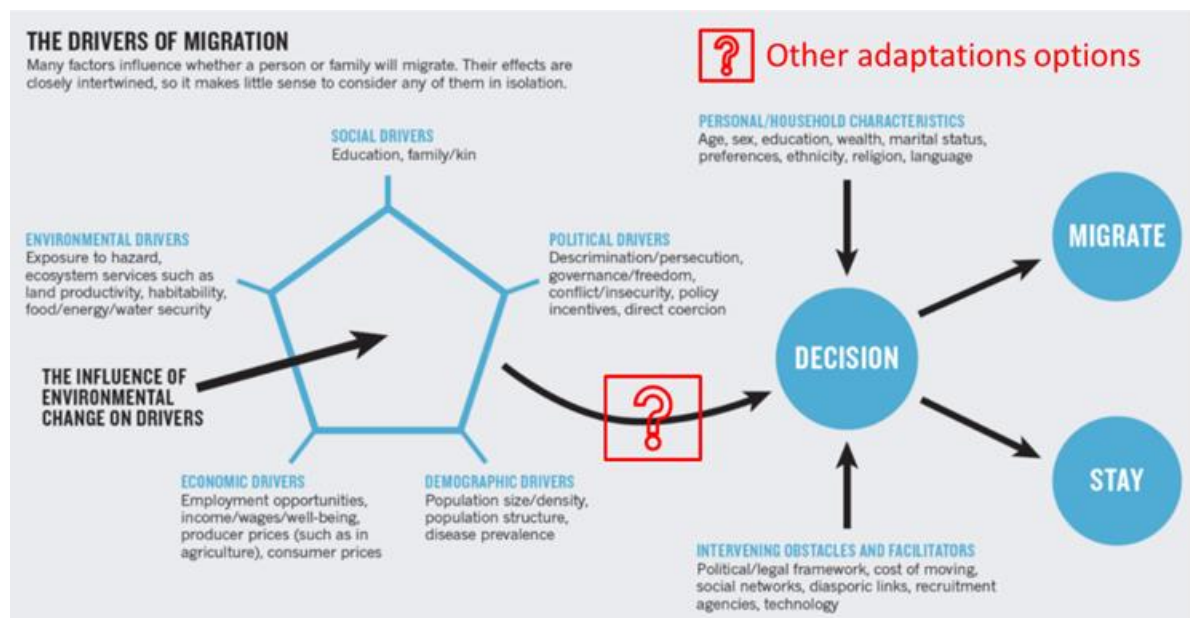 THE DRIVERS OF MIGRATION
Many factors influence whether a person or family will migrate. Their effects are
closely intertwined, so it makes little sense to consider any of them in isolation.
? Other adaptations options
SOCIAL DRIVERS
Education, family/kin
PERSONAL/HOUSEHOLD CHARACTERISTICS
Age, sex, education, wealth, marital status,
preferences, ethnicity, religion, language
ENVIRONMENTAL DRIVERS
Exposure to hazard,
ecosystem services such as
land productivity, habitability,
food/energy/water security
POLITICAL DRIVERS
Descrimination/persecution,
governance/freedom,
conflict/insecurity, policy
incentives, direct coercion
MIGRATE
DECISION
THE INFLUENCE OF
ENVIRONMENTAL
CHANGE ON DRIVERS
?
STAY
ECONOMIC DRIVERS
Employment opportunities,
income/wages/well-being,
producer prices (such as in
agriculture), consumer prices
DEMOGRAPHIC DRIVERS
Population size/density,
population structure,
disease prevalence
INTERVENING OBSTACLES AND FACILITATORS
Political/legal framework, cost of moving,
social networks, diasporic links, recruitment
agencies, technology